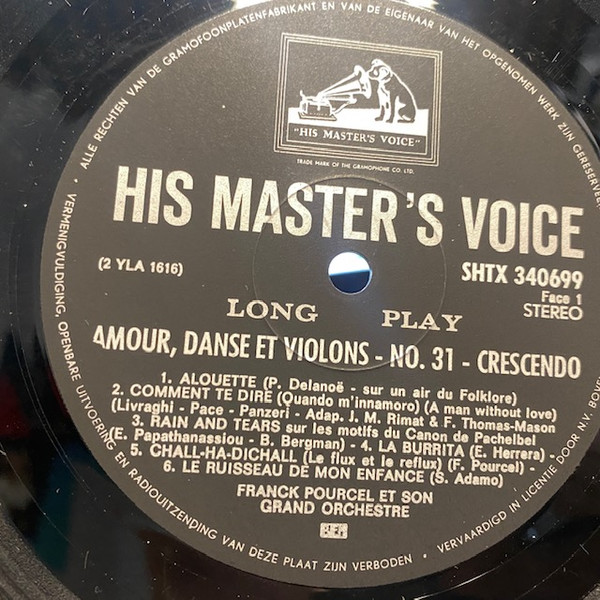 ALLE RECHTEN VAN DE GRAMOFOONPLATENFABRIKANT EN VAN DE EIGENAAR VAN HET OPGENOMEN WERK ZIJN GERESERVEER
"HIS MASTER'S VOICE"
TRADE MARK OF THE GRAMOPHONE CO. LTD.
HIS MASTER'S VOICE
(2 YLA 1616)
SHTX 340699
Face 1
STEREO
LONG PLAY
AMOUR, DANSE ET VIOLONS - NO. 31 - CRESCENDO
1. ALOUETTE (P. Delanoë - sur un air du Folklore)
2. COMMENT TE DIRE (Quando m'innamoro) (A man without love)
(Livraghi - Pace - Panzeri - Adap. J. M. Rimat & F. Thomas-Mason
3. RAIN AND TEARS sur les motifs du Canon de Pachelbel
(E. Papathanassiou - B. Bergman) - 4. LA BURRITA (E. Herrera) -
5. CHALL-HA-DICHALL (Le flux et le reflux) (F. Pourcel) -
6. LE RUISSEAU DE MON ENFANCE (S. Adamo)
FRANCK POURCEL ET SON
GRAND ORCHESTRE
VERMENIGVULDIGING, OPENBARE UITVOERING EN RADIOUITZENDING VAN DEZE PLAAT ZIJN VERBODEN
VERVAARDIGD IN LICENTIE DOOR N.V. BOVE